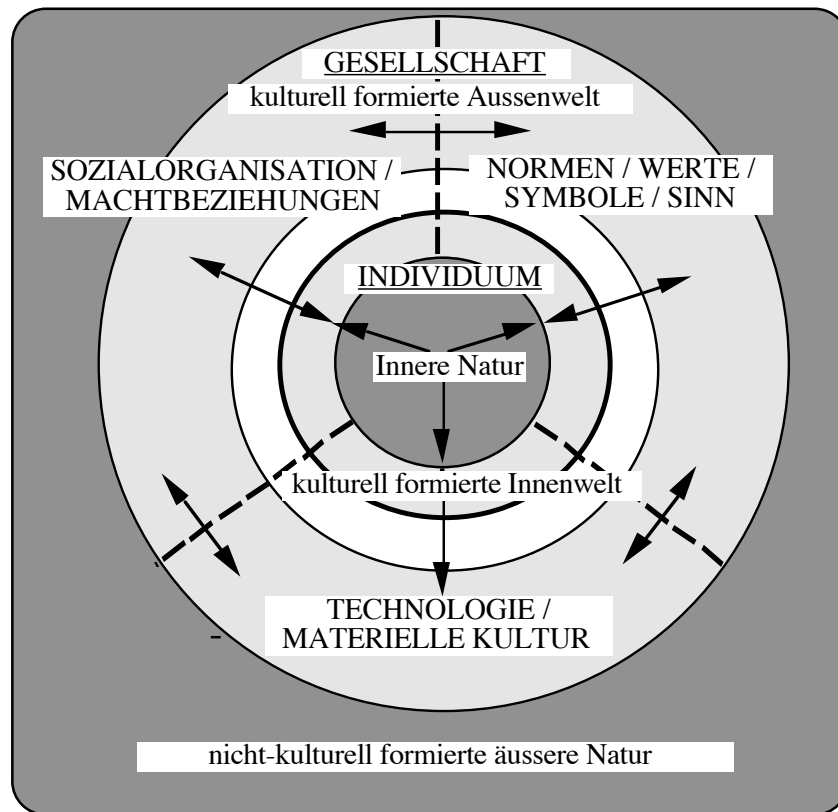 GESELLSCHAFT
kulturell formierte Aussenwelt
SOZIALORGANISATION /
MACHTBEZIEHUNGEN
NORMEN / WERTE /
SYMBOLE / SINN
INDIVIDUUM
Innere Natur
kulturell formierte Innenwelt
TECHNOLOGIE /
MATERIELLE KULTUR
nicht-kulturell formierte äussere Natur